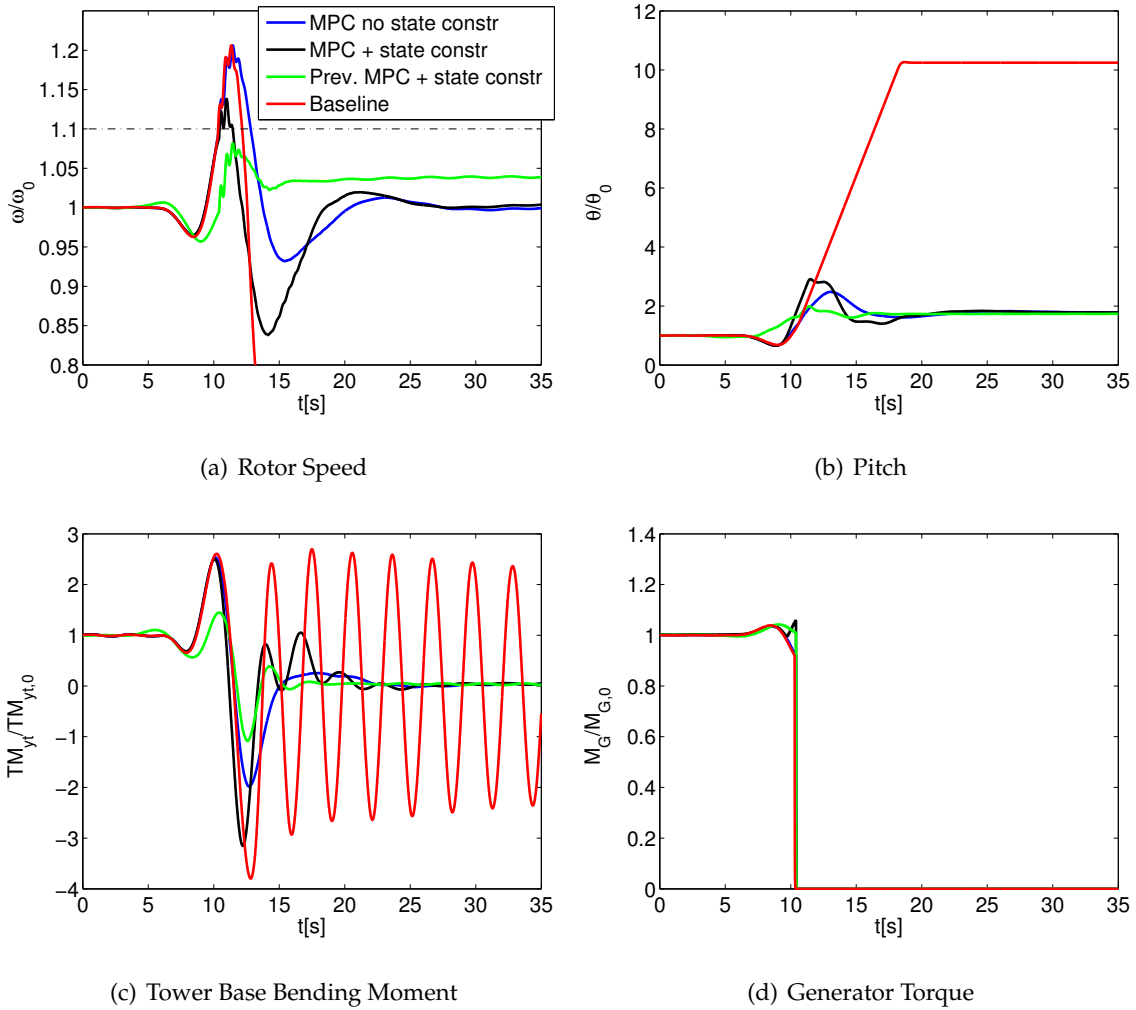 MPC no state constr
MPC + state constr
Prev. MPC + state constr
Baseline
1.2
1.15
1.1
1.05
1
0.95
0.9
0.85
0.8
ω/ω0
0 5 10 15 20 25 30 35
t[s]
(a) Rotor Speed
12
10
8
6
4
2
0
θ/θ0
0 5 10 15 20 25 30 35
t[s]
(b) Pitch
3
2
1
0
−1
−2
−3
−4
TMyt/TMyt,0
0 5 10 15 20 25 30 35
t[s]
(c) Tower Base Bending Moment
1.4
1.2
1
0.8
0.6
0.4
0.2
0
MG/MG,0
0 5 10 15 20 25 30 35
t[s]
(d) Generator Torque